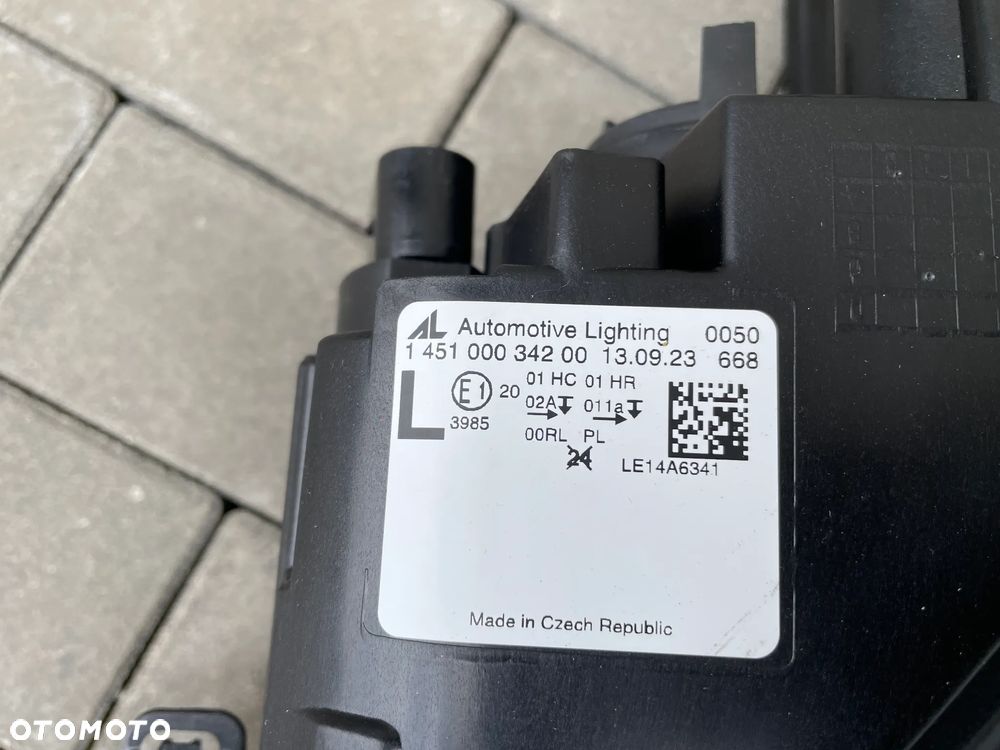 AL Automotive Lighting 0050
1 451 000 342 00 13.09.23 668
L E1 20 01 HC 01 HR
02A 011a
3985
00RL PL
24
LE14A6341
Made in Czech Republic
OTOMOTO